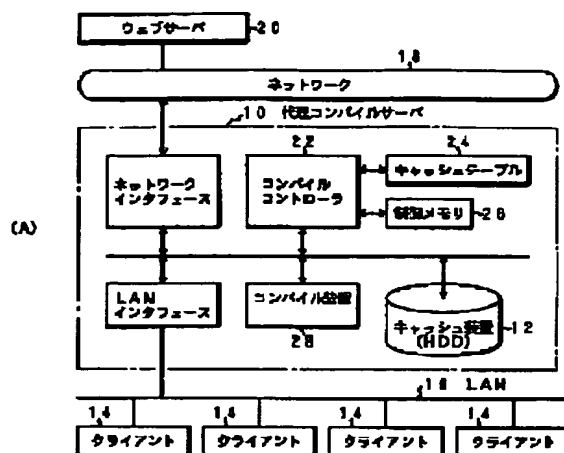 ウェブサーバ 20
18
ネットワーク
10 代理コンパイルサーバ
22 24
ネットワーク
インタフェース
コンパイル
コントローラ
キャッシュテーブル
メモリ 26
(A)
LAN
インタフェース
コンパイル装置
28
キャッシュ装置
(HDD) 12
16 LAN
14 14 14 14
クライアント クライアント クライアント クライアント